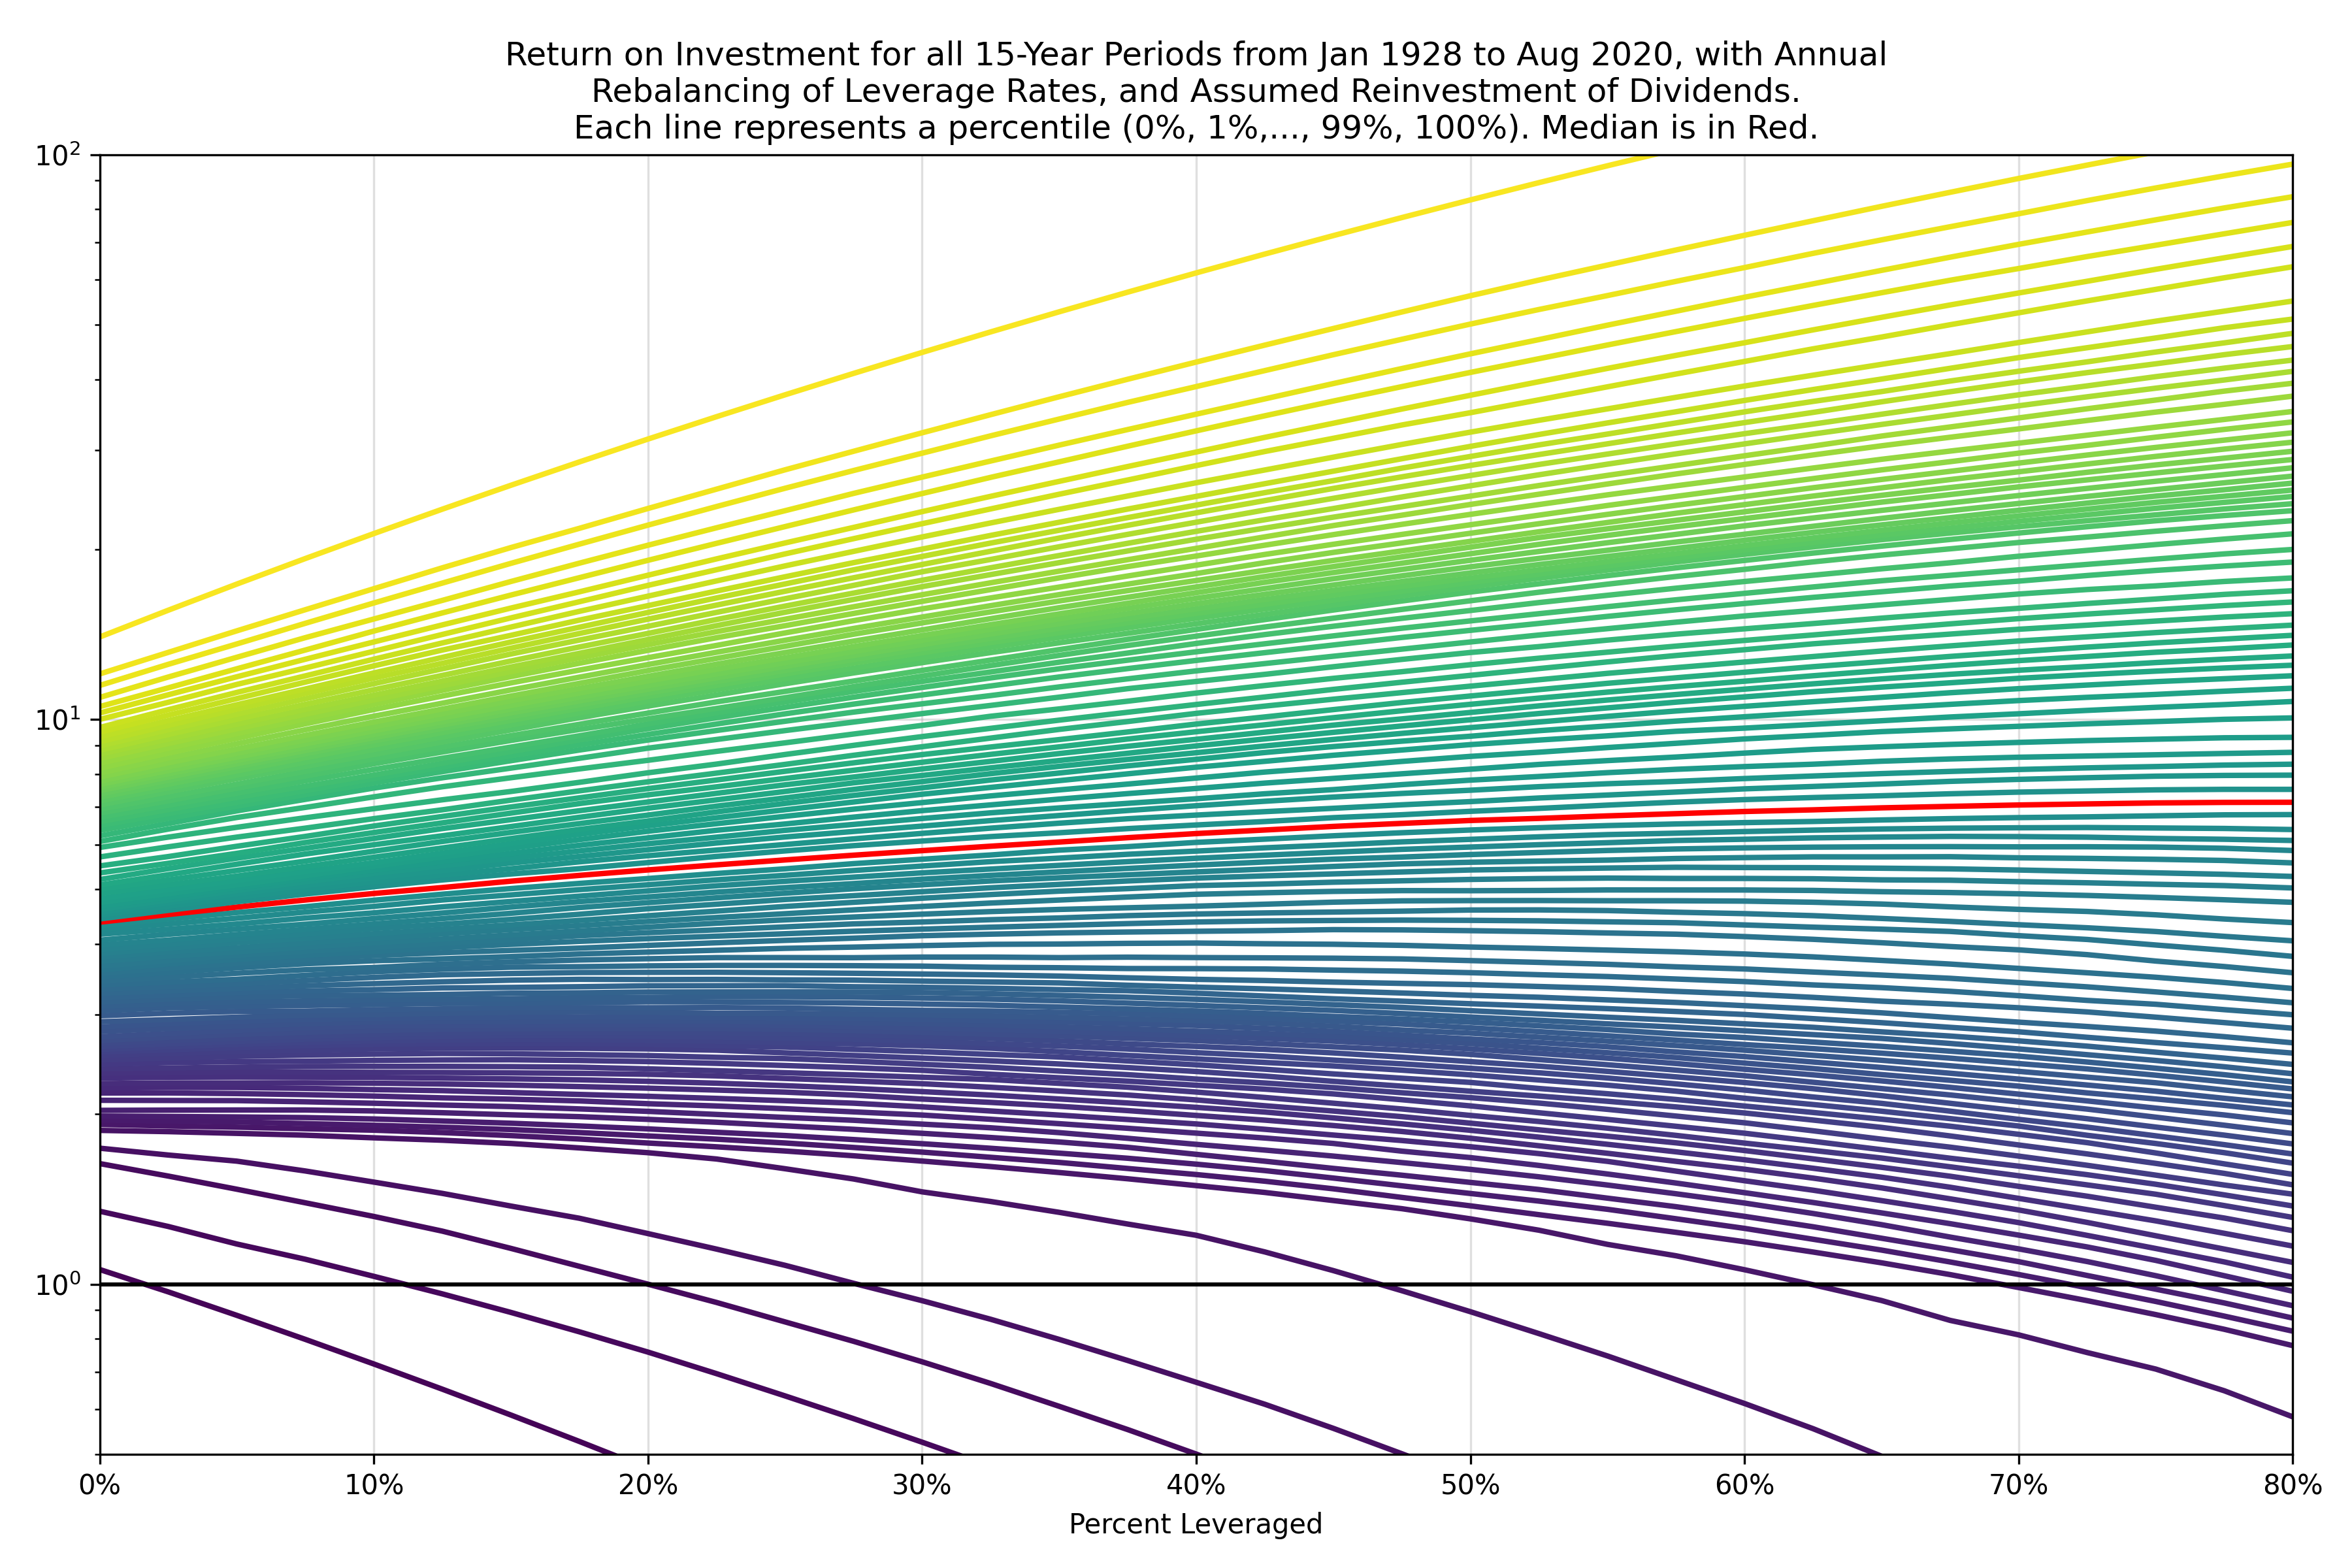 Return on Investment for all 15-Year Periods from Jan 1928 to Aug 2020, with Annual
Rebalancing of Leverage Rates, and Assumed Reinvestment of Dividends.
Each line represents a percentile (0%, 1%,..., 99%, 100%). Median is in Red.
10²
10¹
10⁰
0% 10% 20% 30% 40% 50% 60% 70% 80%
Percent Leveraged